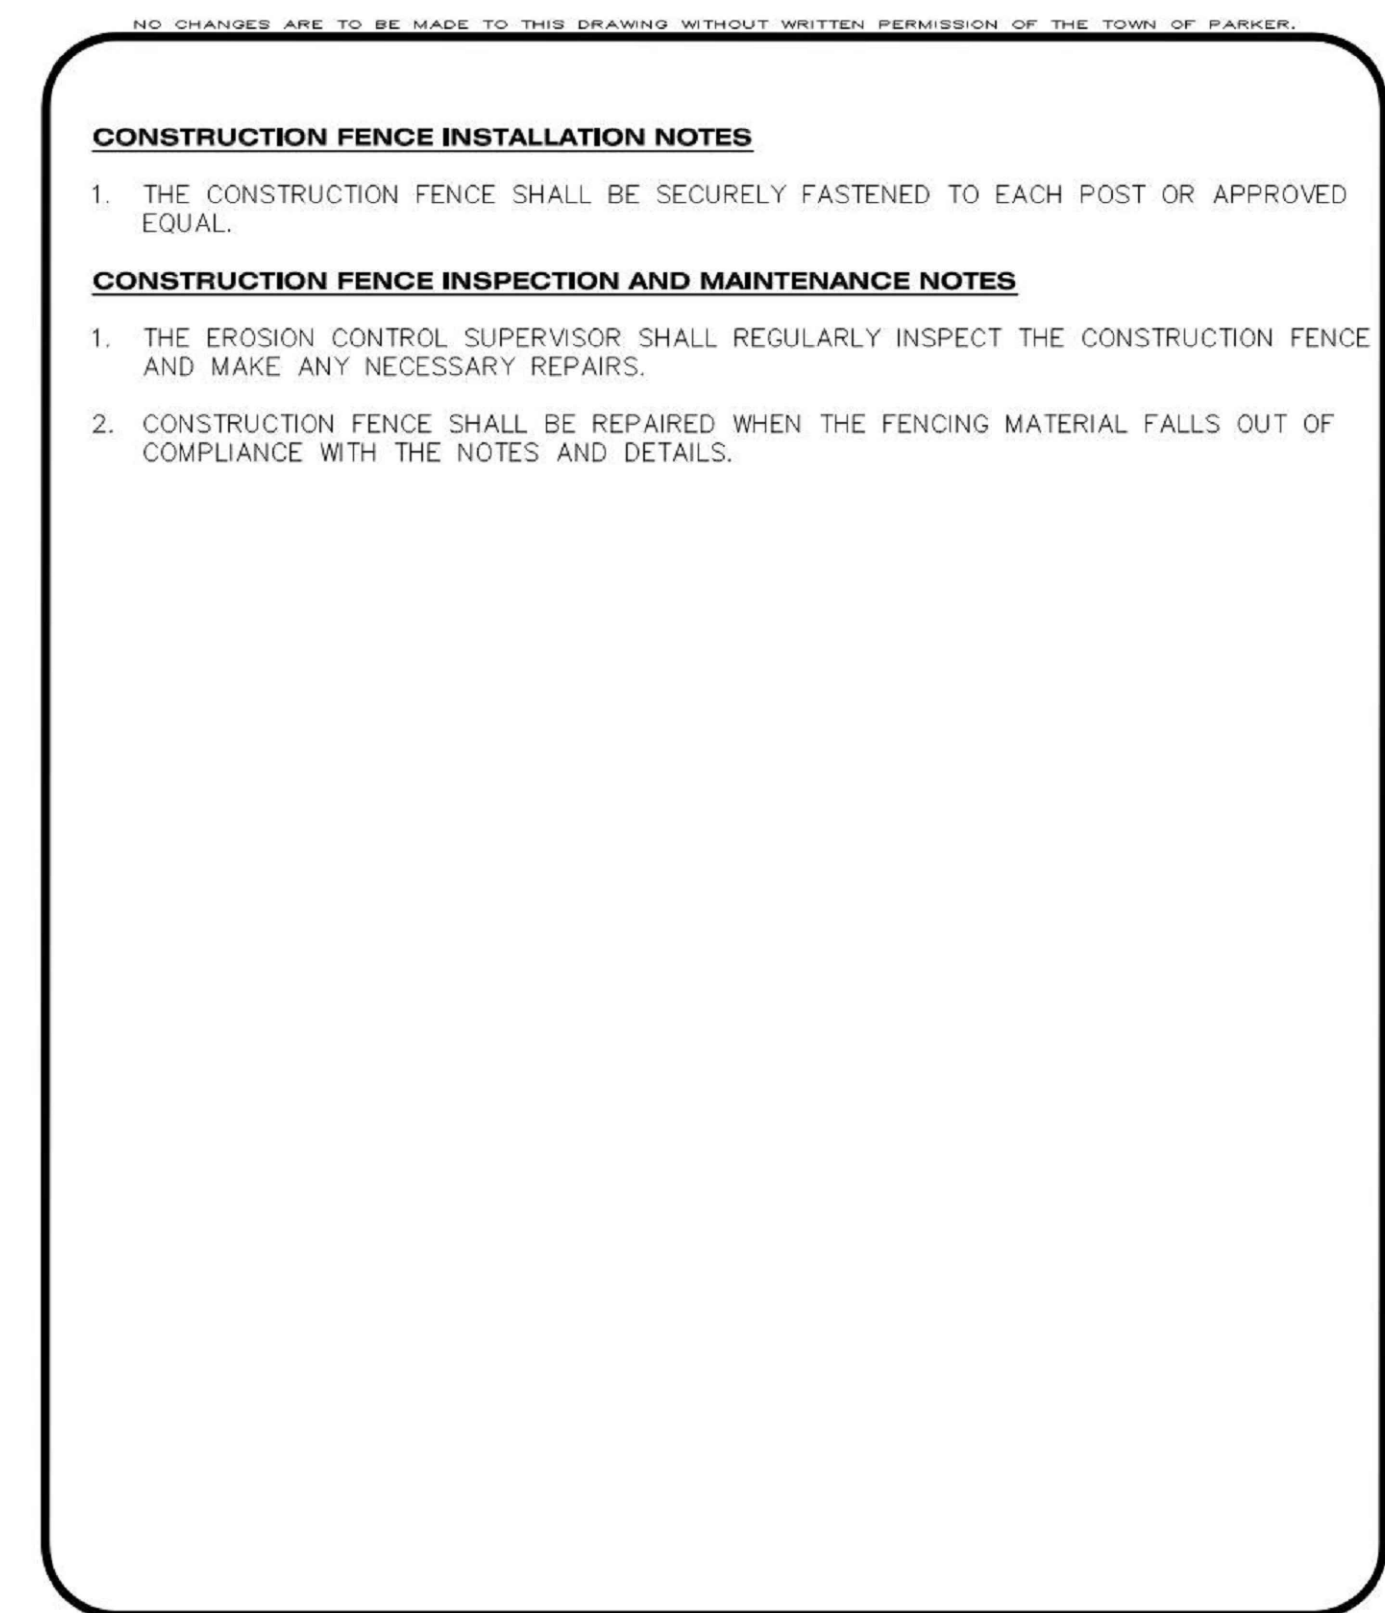 NO CHANGES ARE TO BE MADE TO THIS DRAWING WITHOUT WRITTEN PERMISSION OF THE TOWN OF PARKER.
CONSTRUCTION FENCE INSTALLATION NOTES
1. THE CONSTRUCTION FENCE SHALL BE SECURELY FASTENED TO EACH POST OR APPROVED
EQUAL.
CONSTRUCTION FENCE INSPECTION AND MAINTENANCE NOTES
1. THE EROSION CONTROL SUPERVISOR SHALL REGULARLY INSPECT THE CONSTRUCTION FENCE
AND MAKE ANY NECESSARY REPAIRS.
2. CONSTRUCTION FENCE SHALL BE REPAIRED WHEN THE FENCING MATERIAL FALLS OUT OF
COMPLIANCE WITH THE NOTES AND DETAILS.